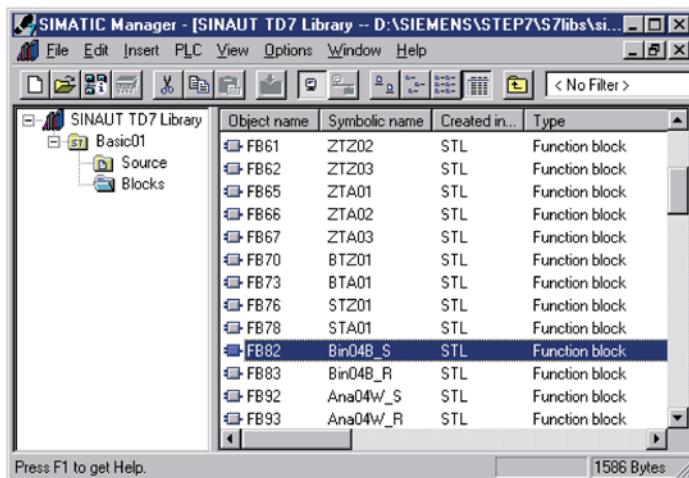 SIMATIC Manager - [SINAUT TD7 Library -- D:\SIEMENS\STEP7\S7libs\si...
File Edit Insert PLC View Options Window Help
< No Filter >
SINAUT TD7 Library
Basic01
Source
Blocks
Object name Symbolic name Created in... Type
FB61 ZTZ02 STL Function block
FB62 ZTZ03 STL Function block
FB65 ZTA01 STL Function block
FB66 ZTA02 STL Function block
FB67 ZTA03 STL Function block
FB70 BTZ01 STL Function block
FB73 BTA01 STL Function block
FB76 STZ01 STL Function block
FB78 STA01 STL Function block
FB82 Bin04B_S STL Function block
FB83 Bin04B_R STL Function block
FB92 Ana04W_S STL Function block
FB93 Ana04W_R STL Function block
Press F1 to get Help.
1586 Bytes